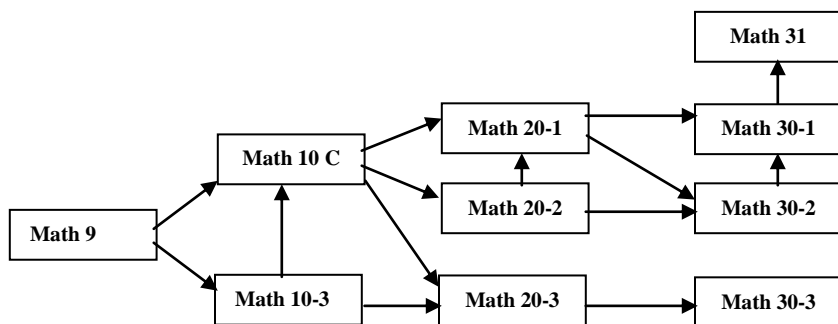 Math 31
Math 20-1
Math 30-1
Math 10 C
Math 20-2
Math 30-2
Math 9
Math 10-3
Math 20-3
Math 30-3